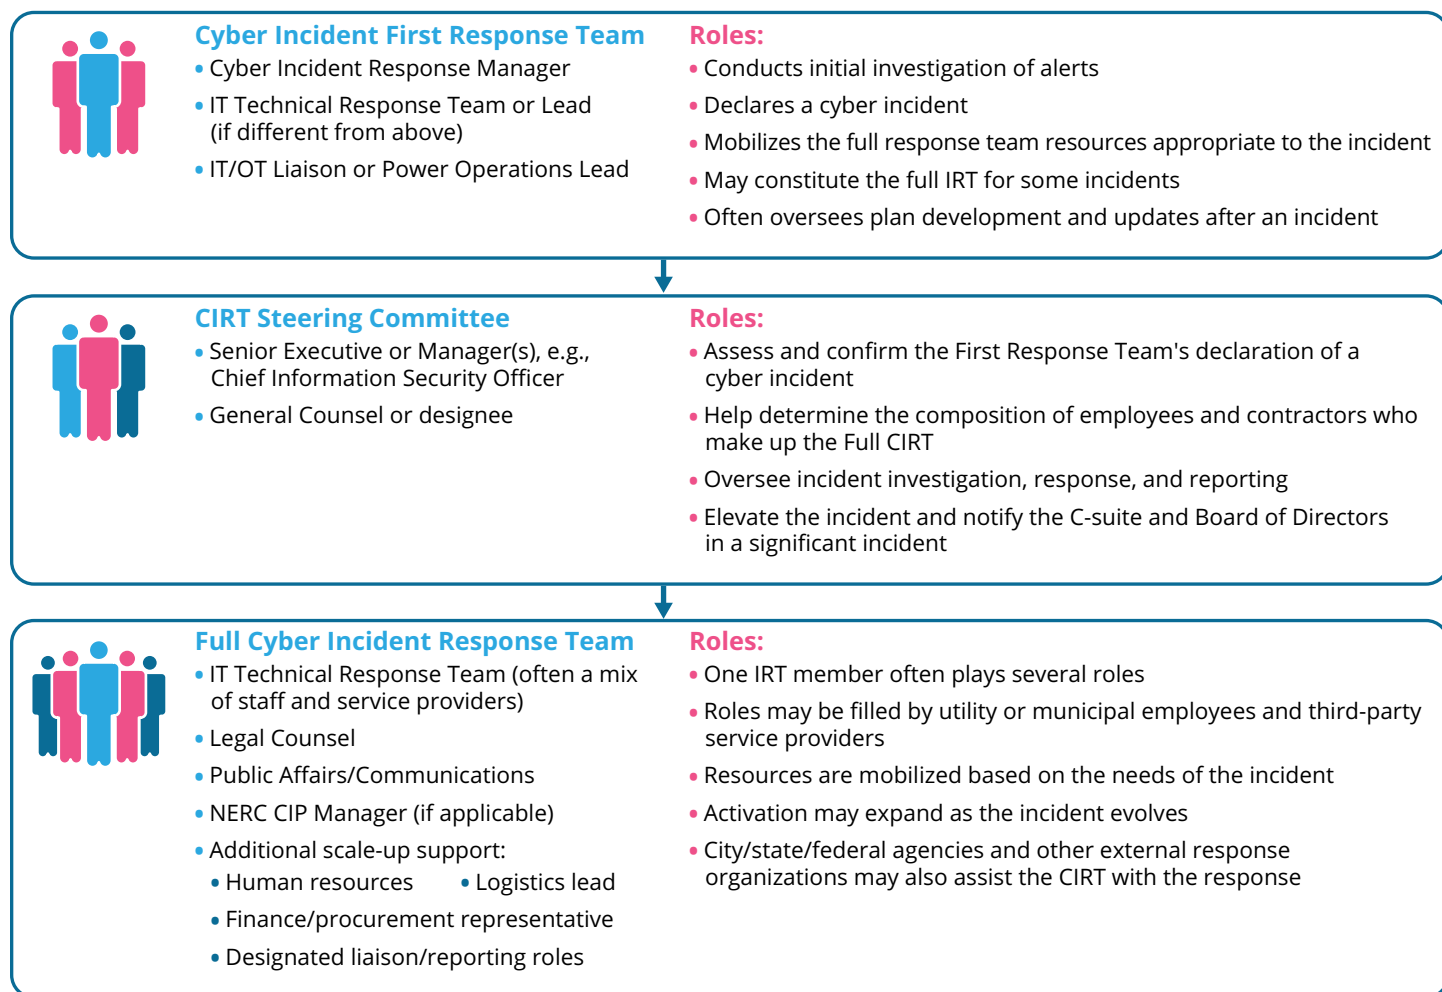 Cyber Incident First Response Team
• Cyber Incident Response Manager
• IT Technical Response Team or Lead
(if different from above)
• IT/OT Liaison or Power Operations Lead
Roles:
• Conducts initial investigation of alerts
• Declares a cyber incident
• Mobilizes the full response team resources appropriate to the incident
• May constitute the full IRT for some incidents
• Often oversees plan development and updates after an incident
CIRT Steering Committee
• Senior Executive or Manager(s), e.g.,
Chief Information Security Officer
• General Counsel or designee
Roles:
• Assess and confirm the First Response Team's declaration of a
cyber incident
• Help determine the composition of employees and contractors who
make up the Full CIRT
• Oversee incident investigation, response, and reporting
• Elevate the incident and notify the C-suite and Board of Directors
in a significant incident
Full Cyber Incident Response Team
• IT Technical Response Team (often a mix
of staff and service providers)
• Legal Counsel
• Public Affairs/Communications
• NERC CIP Manager (if applicable)
• Additional scale-up support:
• Human resources • Logistics lead
• Finance/procurement representative
• Designated liaison/reporting roles
Roles:
• One IRT member often plays several roles
• Roles may be filled by utility or municipal employees and third-party
service providers
• Resources are mobilized based on the needs of the incident
• Activation may expand as the incident evolves
• City/state/federal agencies and other external response
organizations may also assist the CIRT with the response